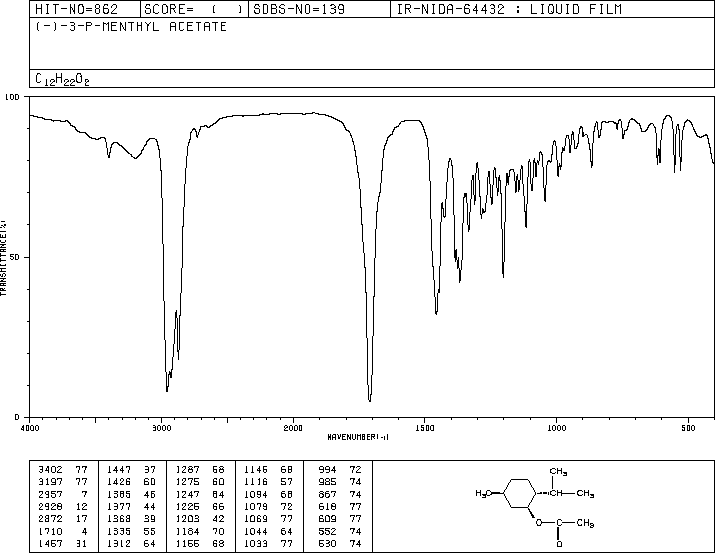 HIT-NO=862 SCORE= ( ) SDBS-NO=139 IR-NIDA-64432 : LIQUID FILM
(-)-3-P-MENTHYL ACETATE
C12H22O2
100
50
0
TRANSMITTANCE(%)
4000 3000 2000 1500 1000 500
WAVENUMBER(-1)
3402 77 1447 37 1287 68 1146 68 994 72
3197 77 1426 60 1275 60 1116 57 985 74
2957 7 1385 46 1247 64 1094 68 867 74
2928 12 1377 44 1225 66 1079 72 618 77
2872 17 1368 39 1203 42 1069 77 609 77
1710 4 1335 55 1184 70 1044 64 552 74
1457 31 1312 64 1155 68 1033 77 530 74
CH3
H3C CH-CH3
O-C-CH3
O